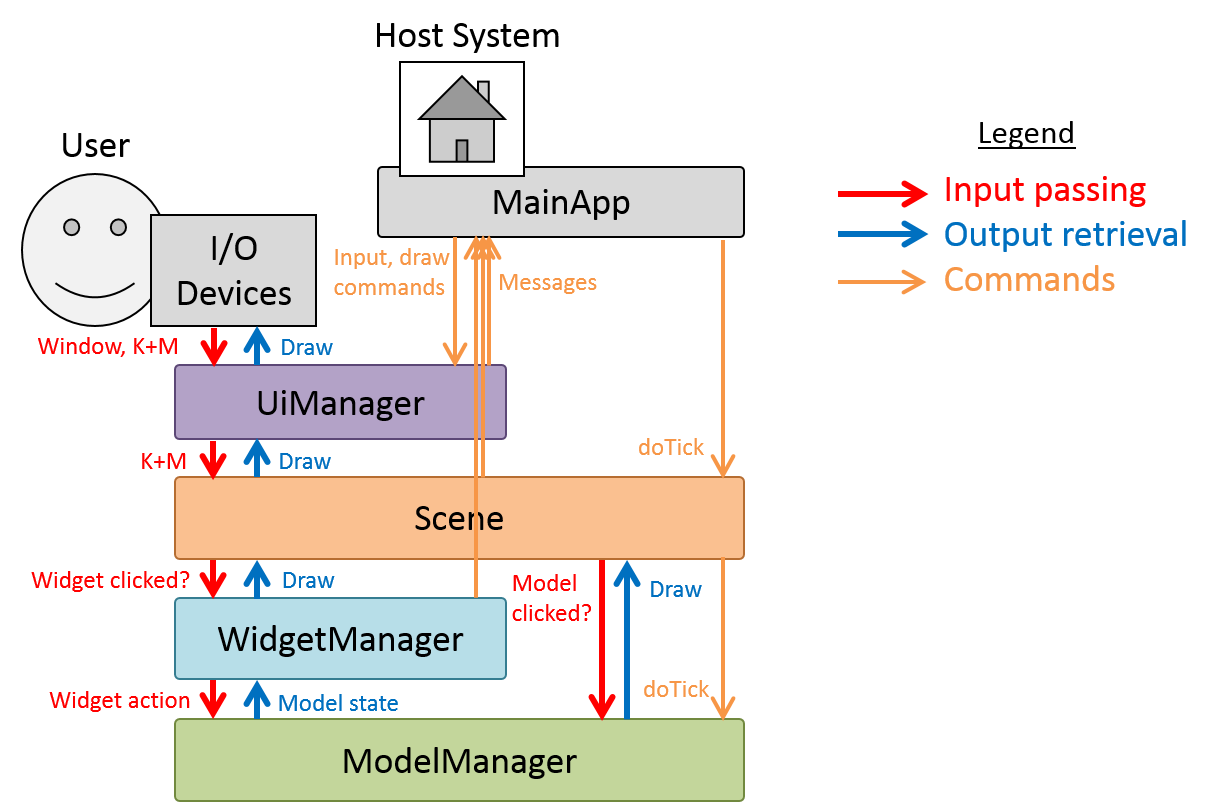 Host System
User
MainApp
I/O
Devices
Legend
Input passing
Output retrieval
Commands
Input, draw
commands
Messages
Window, K+M
Draw
UiManager
doTick
K+M
Draw
Scene
Widget clicked?
Draw
Model
clicked?
Draw
WidgetManager
doTick
Widget action
Model state
ModelManager